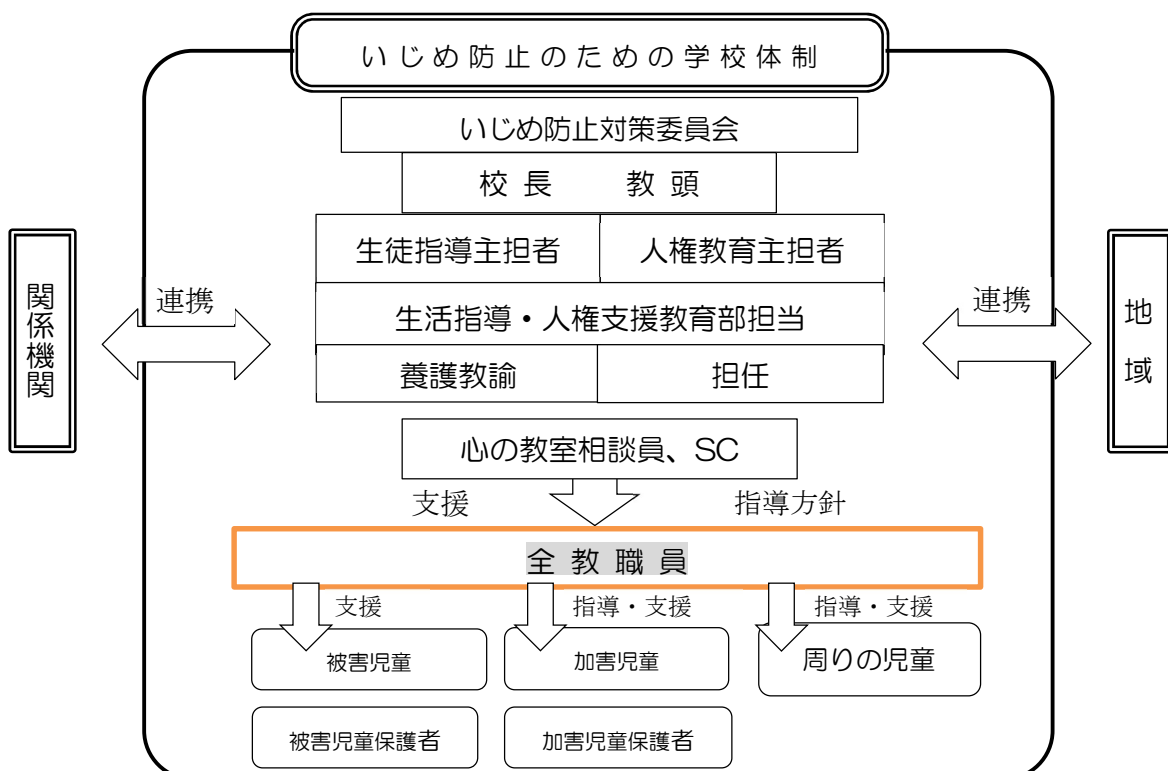 いじめ防止のための学校体制
いじめ防止対策委員会
校長　教頭
生徒指導主担者
人権教育主担者
関係機関
連携
生活指導・人権支援教育部担当
連携
地域
養護教諭
担任
心の教室相談員、SC
支援
指導方針
全教職員
支援
指導・支援
指導・支援
被害児童
加害児童
周りの児童
被害児童保護者
加害児童保護者